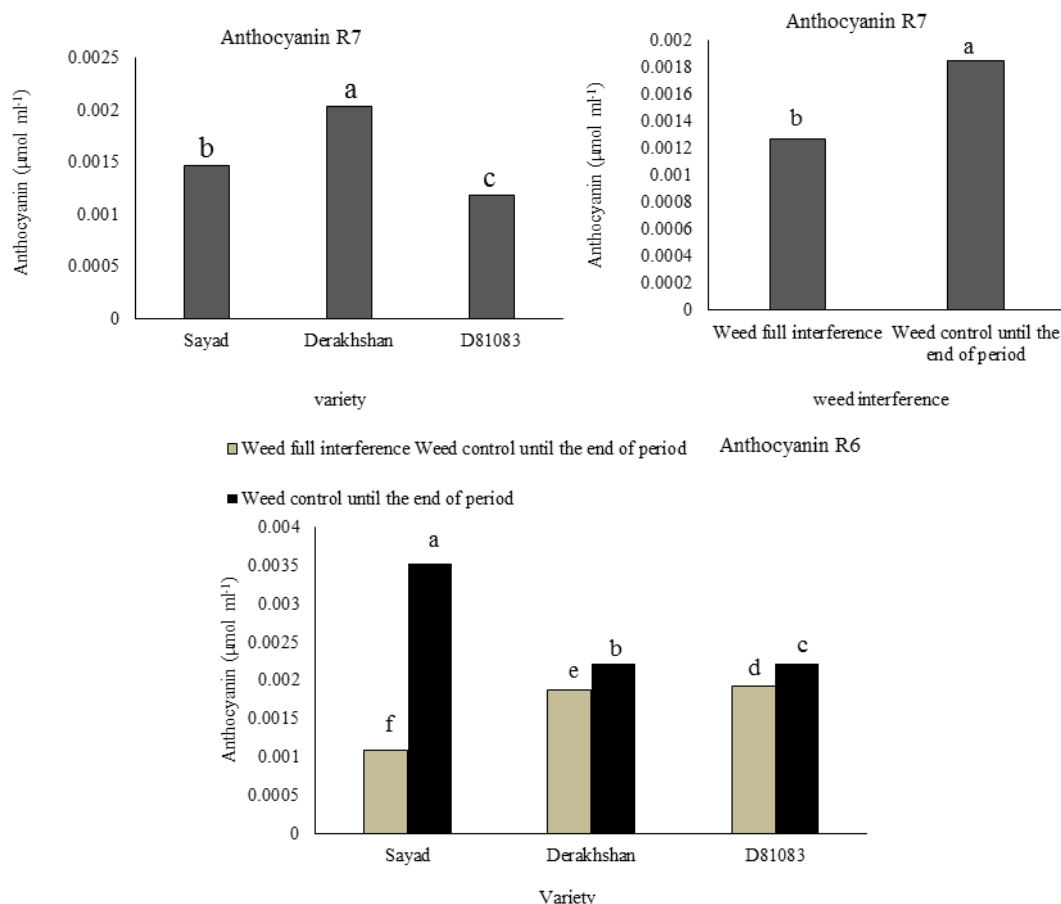 Anthocyanin R7
Anthocyanin (µmol ml-1)
0.0025
0.002
0.0015
0.001
0.0005
0
b
a
c
Sayad Derakhshan D81083
variety
Anthocyanin R7
Anthocyanin (µmol ml-1)
0.002
0.0018
0.0016
0.0014
0.0012
0.001
0.0008
0.0006
0.0004
0.0002
0
b
a
Weed full interference Weed control until the
end of period
weed interference
Weed full interference Weed control until the end of period
Anthocyanin R6
Weed control until the end of period
Anthocyanin (µmol ml-1)
0.004
0.0035
0.003
0.0025
0.002
0.0015
0.001
0.0005
0
f
a
e
b
d
c
Sayad Derakhshan D81083
Variety